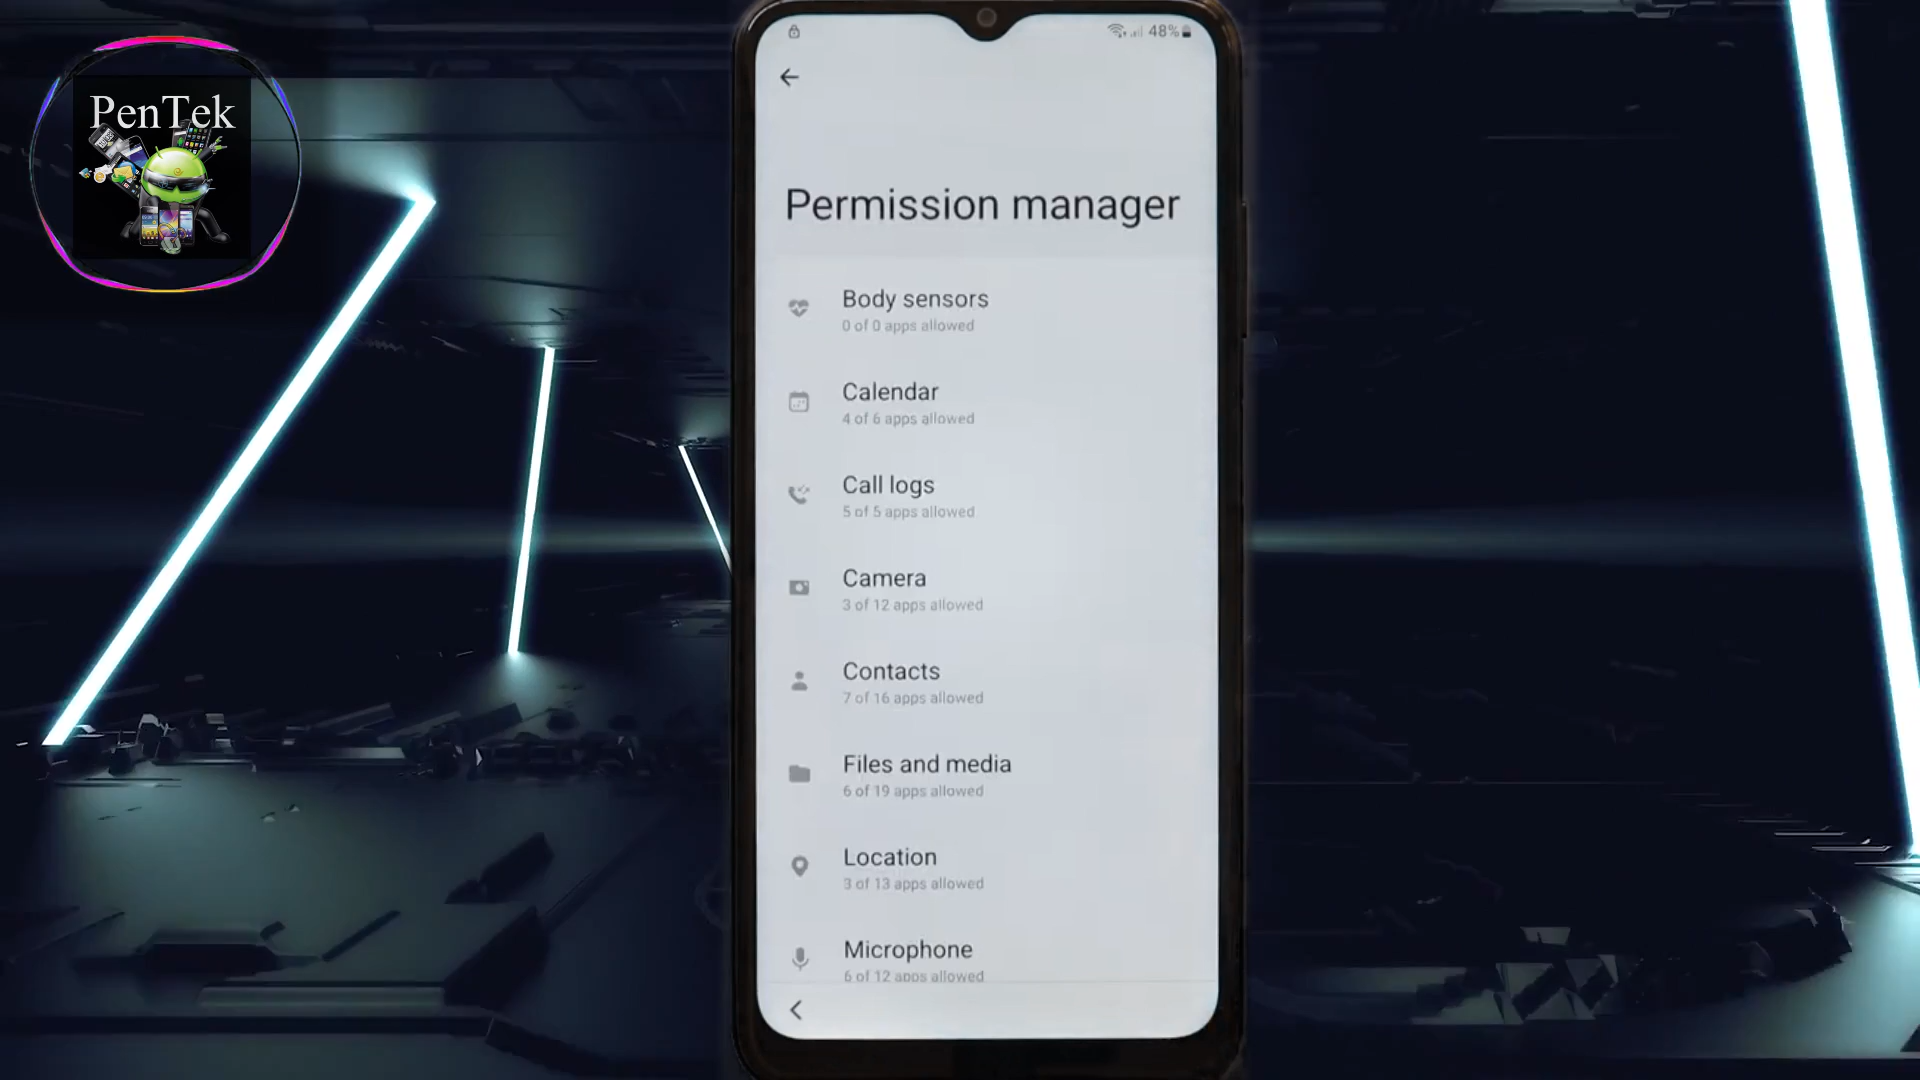 PenTek
48%
Permission manager
Body sensors
0 of 0 apps allowed
Calendar
4 of 6 apps allowed
Call logs
5 of 5 apps allowed
Camera
3 of 12 apps allowed
Contacts
7 of 16 apps allowed
Files and media
6 of 19 apps allowed
Location
3 of 13 apps allowed
Microphone
6 of 12 apps allowed